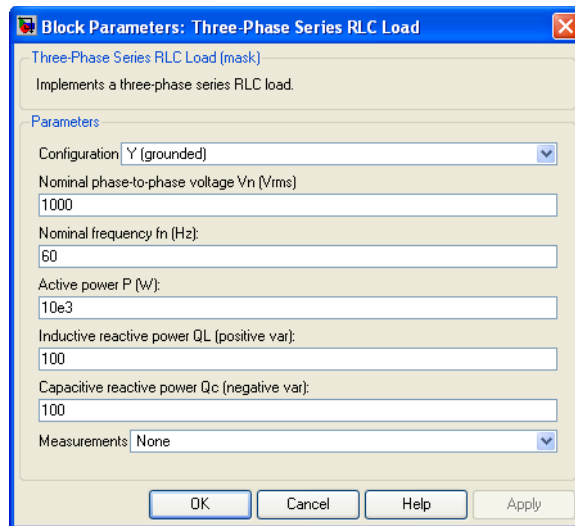 Block Parameters: Three-Phase Series RLC Load
Three-Phase Series RLC Load (mask)
Implements a three-phase series RLC load.
Parameters
Configuration Y (grounded)
Nominal phase-to-phase voltage Vn (Vrms)
1000
Nominal frequency fn (Hz):
60
Active power P (W):
10e3
Inductive reactive power QL (positive var):
100
Capacitive reactive power Qc (negative var):
100
Measurements None
OK Cancel Help Apply